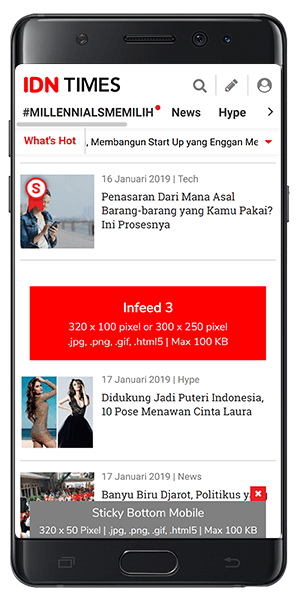 IDN TIMES
#MILLENNIALSMEMILIH News Hype
What's Hot , Membangun Start Up yang Enggan Me
S
16 Januari 2019 | Tech
Penasaran Dari Mana Asal
Barang-barang yang Kamu Pakai?
Ini Prosesnya
Infeed 3
320 x 100 pixel or 300 x 250 pixel
.jpg, .png, .gif, .html5 | Max 100 KB
17 Januari 2019 | Hype
Didukung Jadi Puteri Indonesia,
10 Pose Menawan Cinta Laura
17 Januari 2019 | News
Banyu Biru Djarot, Politikus yang
Sticky Bottom Mobile
320 x 50 Pixel | .jpg, .png, .gif, .html5 | Max 100 KB